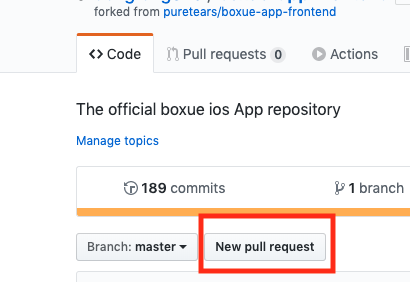 forked from puretears/boxue-app-frontend
Code Pull requests 0 Actions
The official boxue ios App repository
Manage topics
189 commits 1 branch
Branch: master New pull request